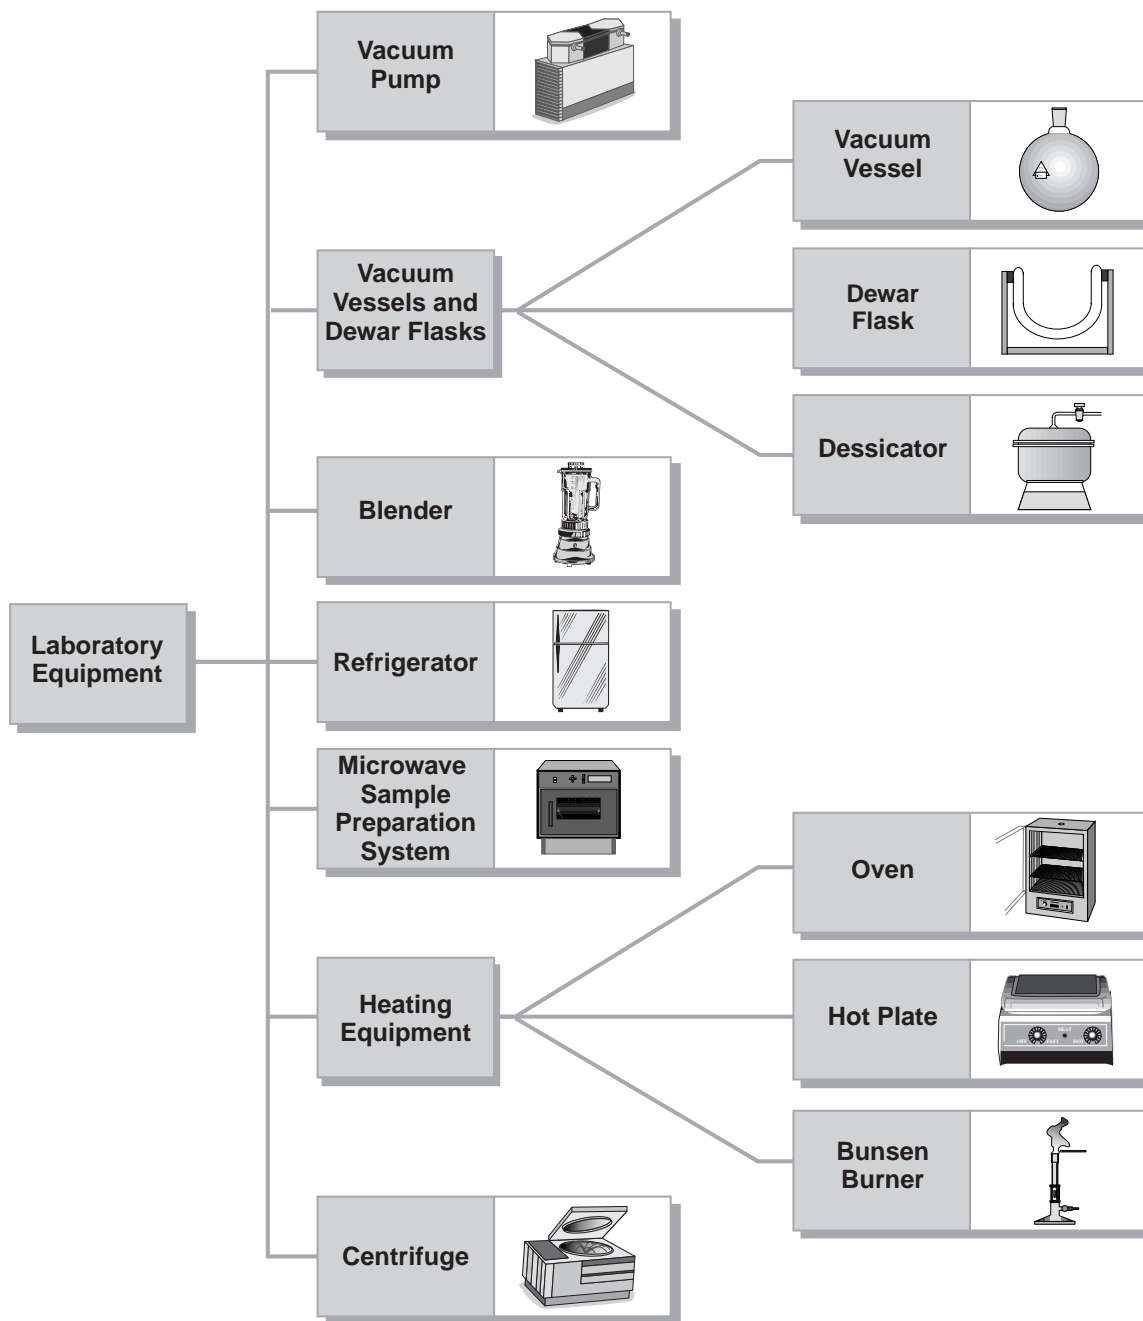 Vacuum
Pump
Vacuum
Vessel
Vacuum
Vessels and
Dewar Flasks
Dewar
Flask
Dessicator
Blender
Laboratory
Equipment
Refrigerator
Microwave
Sample
Preparation
System
Oven
Heating
Equipment
Hot Plate
HEAT
Bunsen
Burner
Centrifuge